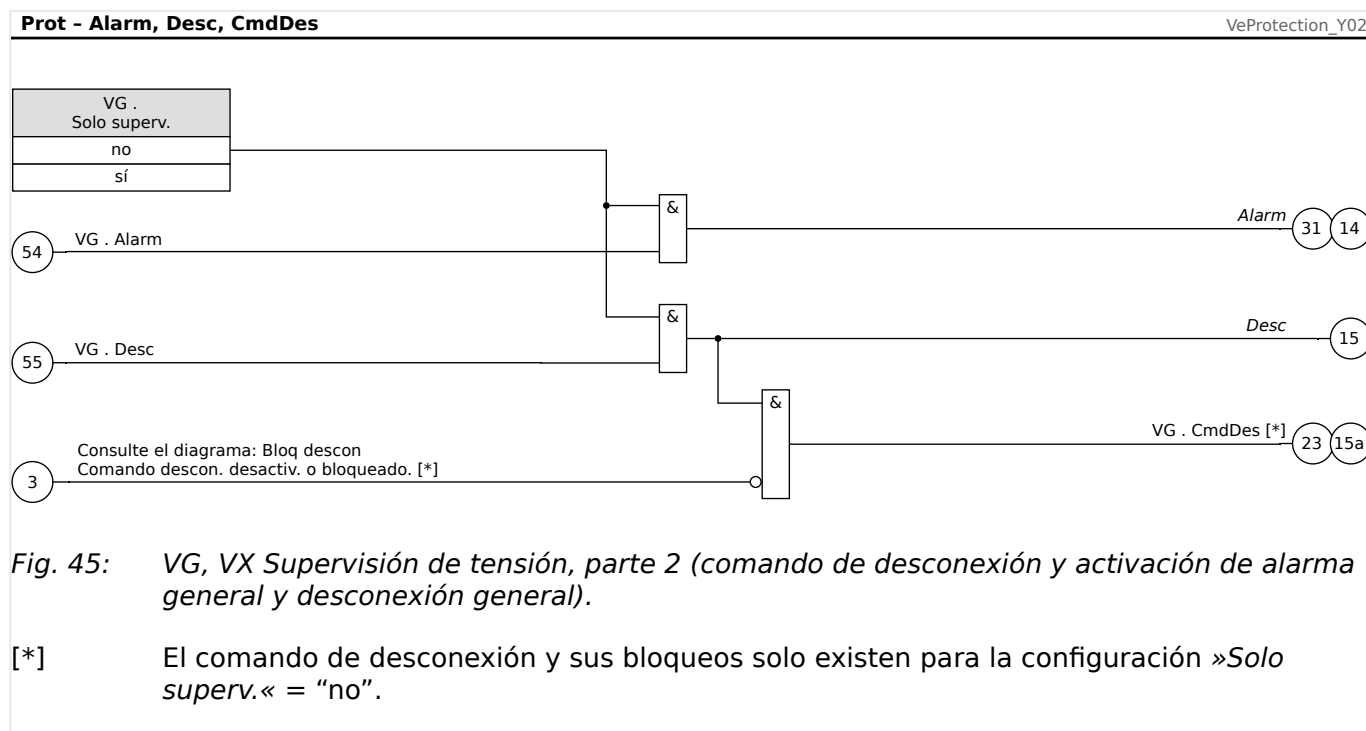 Prot – Alarm, Desc, CmdDes
VeProtection_Y02
VG .
Solo superv.
no
sí
&
Alarm
31 14
54
VG . Alarm
&
Desc
15
55
VG . Desc
&
VG . CmdDes [*]
23 15a
Consulte el diagrama: Bloq descon
Comando descon. desactiv. o bloqueado. [*]
3
Fig. 45: VG, VX Supervisión de tensión, parte 2 (comando de desconexión y activación de alarma
general y desconexión general).
[*] El comando de desconexión y sus bloqueos solo existen para la configuración »Solo
superv.« = “no”.